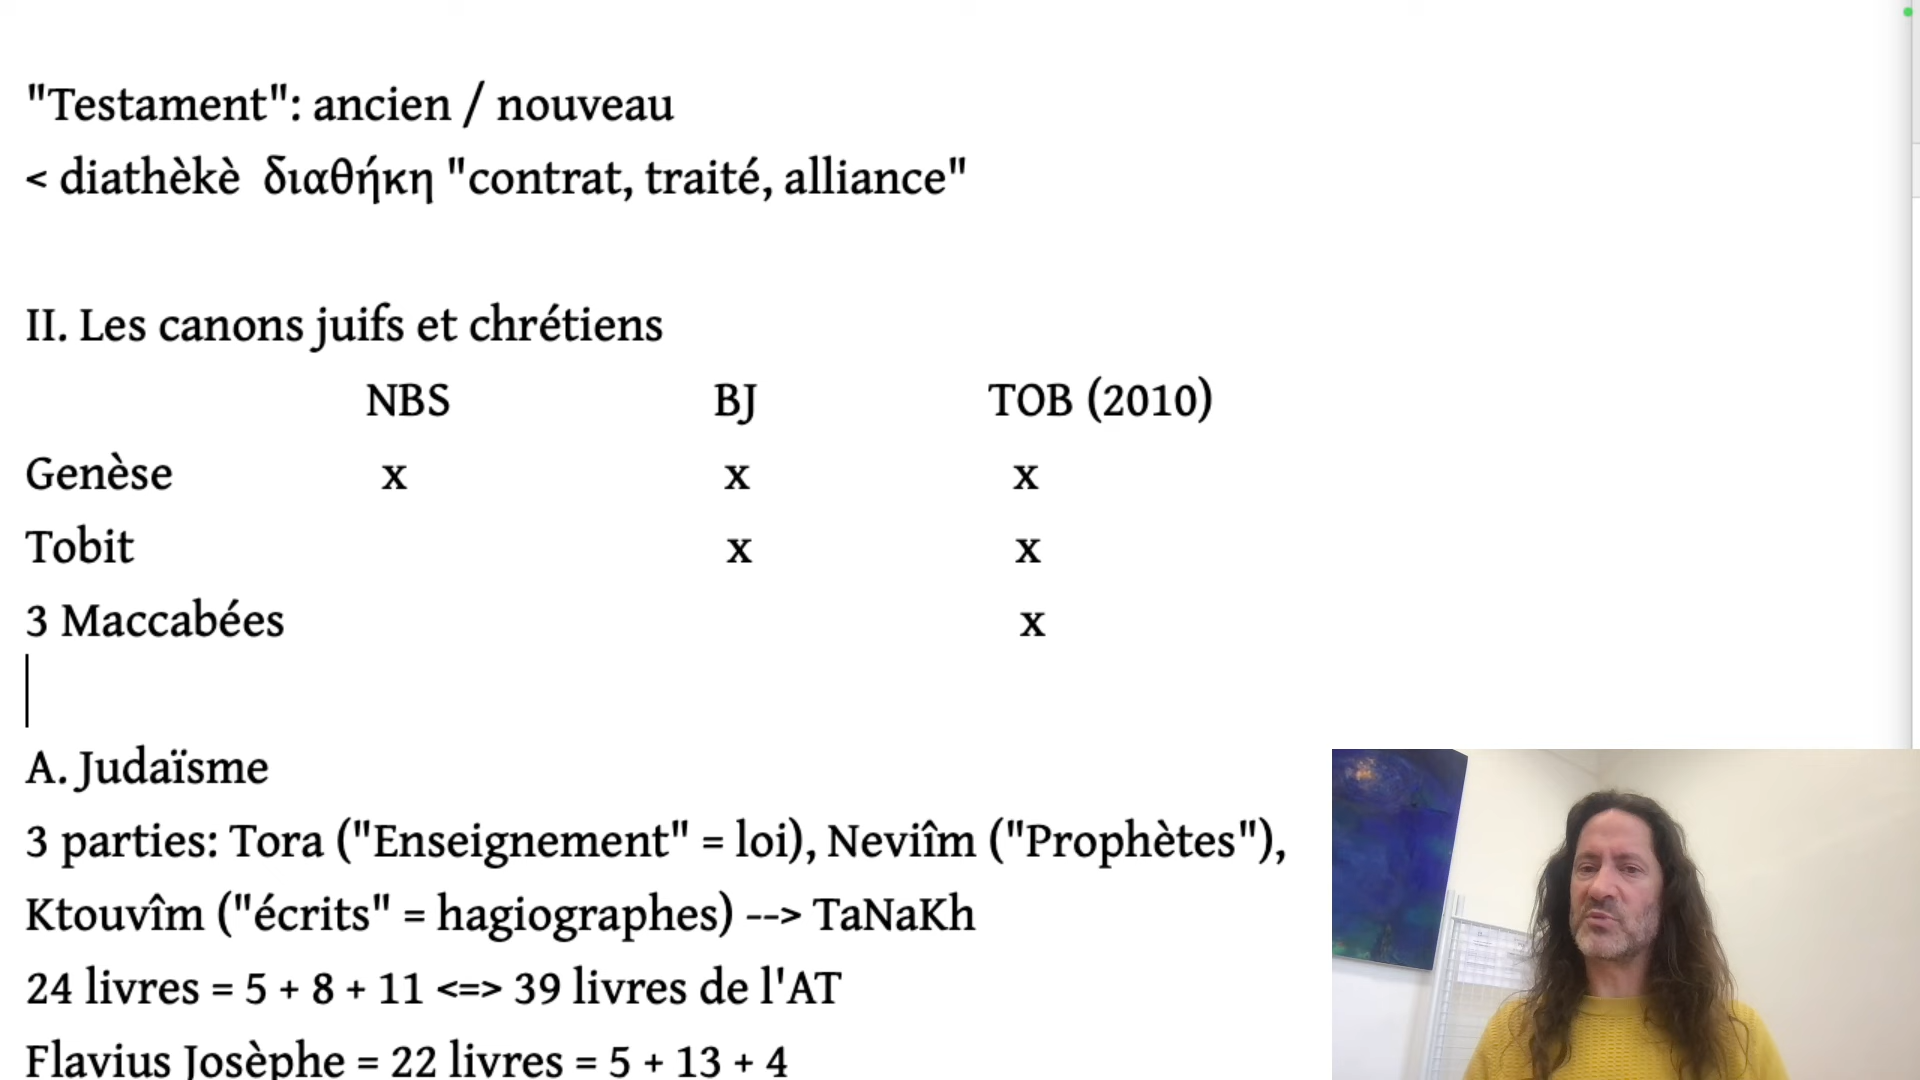 "Testament": ancien / nouveau
< diathèkè διαθήκη "contrat, traité, alliance"
II. Les canons juifs et chrétiens
NBS BJ TOB (2010)
Genèse x x x
Tobit x x
3 Maccabées x
A. Judaïsme
3 parties: Tora ("Enseignement" = loi), Neviîm ("Prophètes"),
Ktouvîm ("écrits" = hagiographes) --> TaNaKh
24 livres = 5 + 8 + 11 <=> 39 livres de l'AT
Flavius Josèphe = 22 livres = 5 + 13 + 4